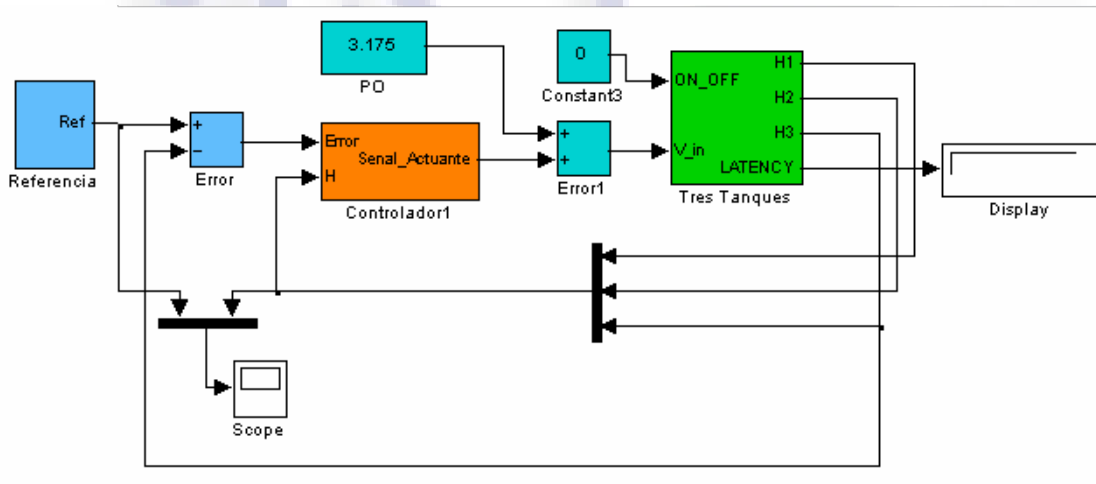 Ref
Referencia
+
−
Error
3.175
PO
Error
H
Senal_Actuante
Controlador1
0
Constant3
+
+
Error1
ON_OFF
V_in
H1
H2
H3
LATENCY
Tres Tanques
Display
Scope